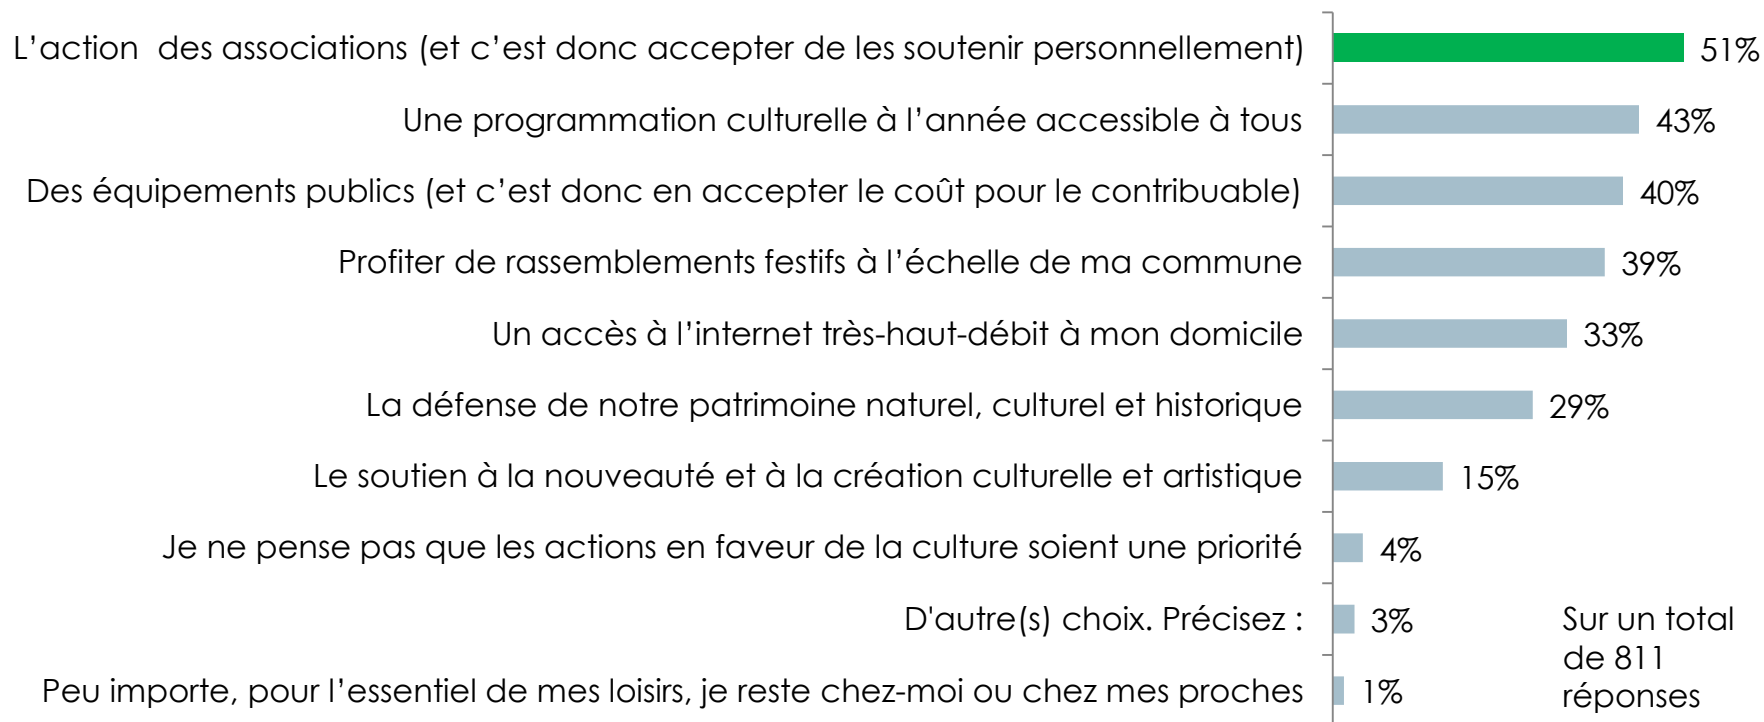 L’action  des associations (et c’est donc accepter de les soutenir personnellement) 51%
Une programmation culturelle à l’année accessible à tous 43%
Des équipements publics (et c’est donc en accepter le coût pour le contribuable) 40%
Profiter de rassemblements festifs à l’échelle de ma commune 39%
Un accès à l’internet très-haut-débit à mon domicile 33%
La défense de notre patrimoine naturel, culturel et historique 29%
Le soutien à la nouveauté et à la création culturelle et artistique 15%
Je ne pense pas que les actions en faveur de la culture soient une priorité 4%
D'autre(s) choix. Précisez : 3%
Peu importe, pour l’essentiel de mes loisirs, je reste chez-moi ou chez mes proches 1%
Sur un total
de 811
réponses